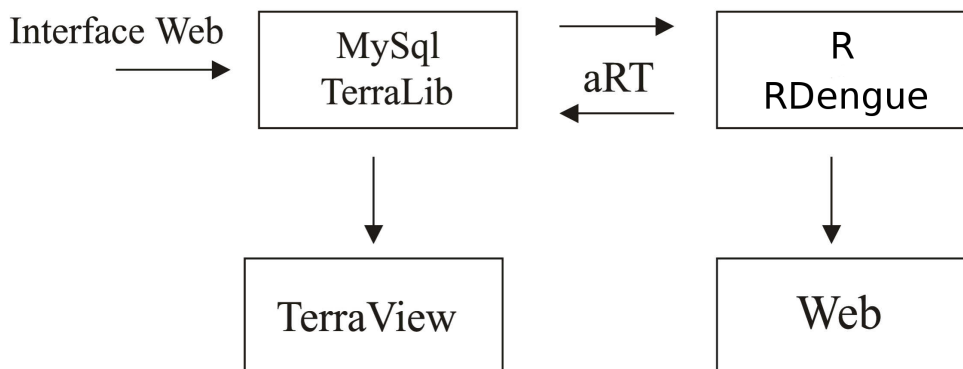 Interface Web
MySql
TerraLib
aRT
R
RDengue
TerraView
Web